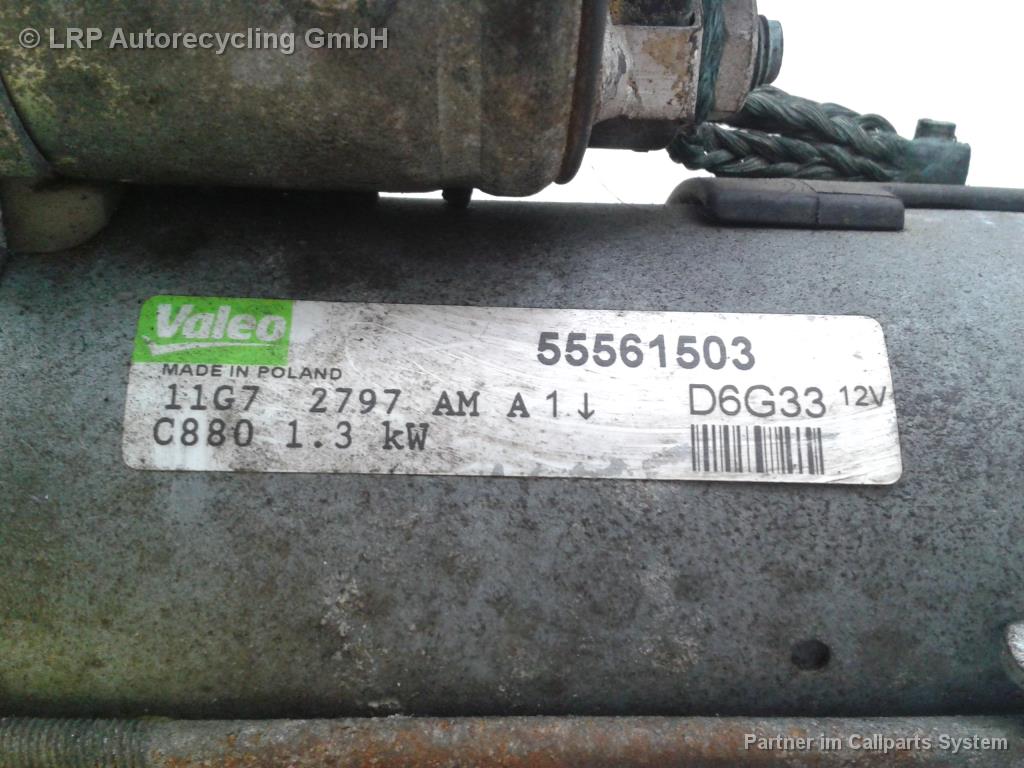 © LRP Autorecycling GmbH
Valeo 55561503
MADE IN POLAND
11G7 2797 AM A 1 ↓ D6G33 12V
C880 1.3 kW
Partner im Callparts System